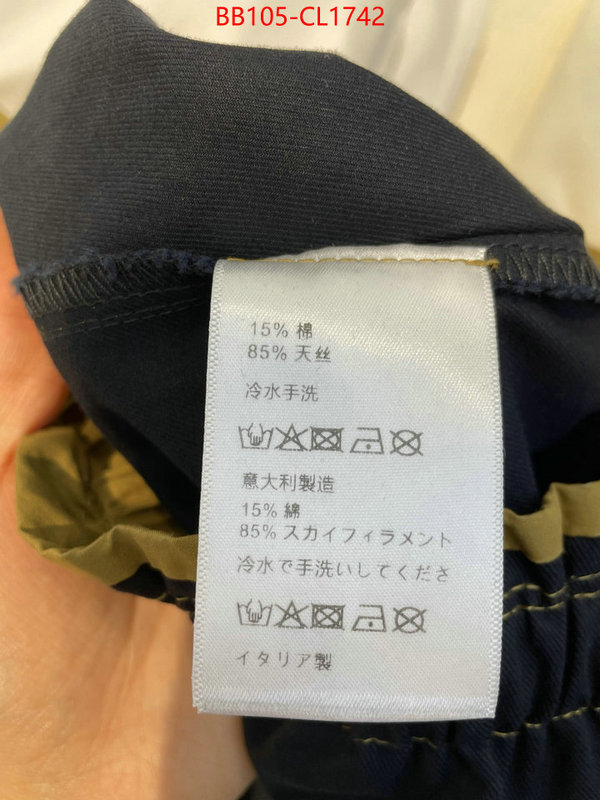 BB105-CL1742
15% 棉
85% 天丝
冷水手洗
意大利製造
15% 綿
85% スカイフィラメント
冷水で手洗いしてくださ
イタリア製